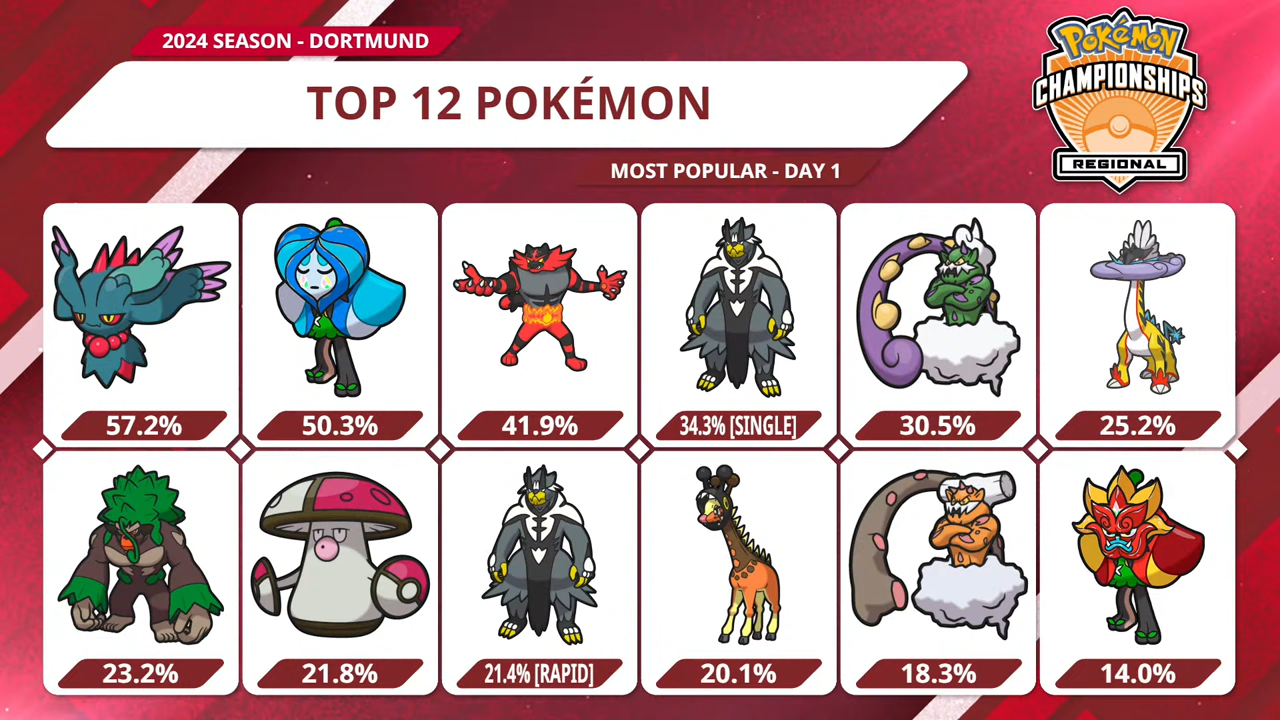 2024 SEASON - DORTMUND
TOP 12 POKÉMON
MOST POPULAR - DAY 1
POKéMON
CHAMPIONSHIPS
REGIONAL
57.2%
50.3%
41.9%
34.3% [SINGLE]
30.5%
25.2%
23.2%
21.8%
21.4% [RAPID]
20.1%
18.3%
14.0%